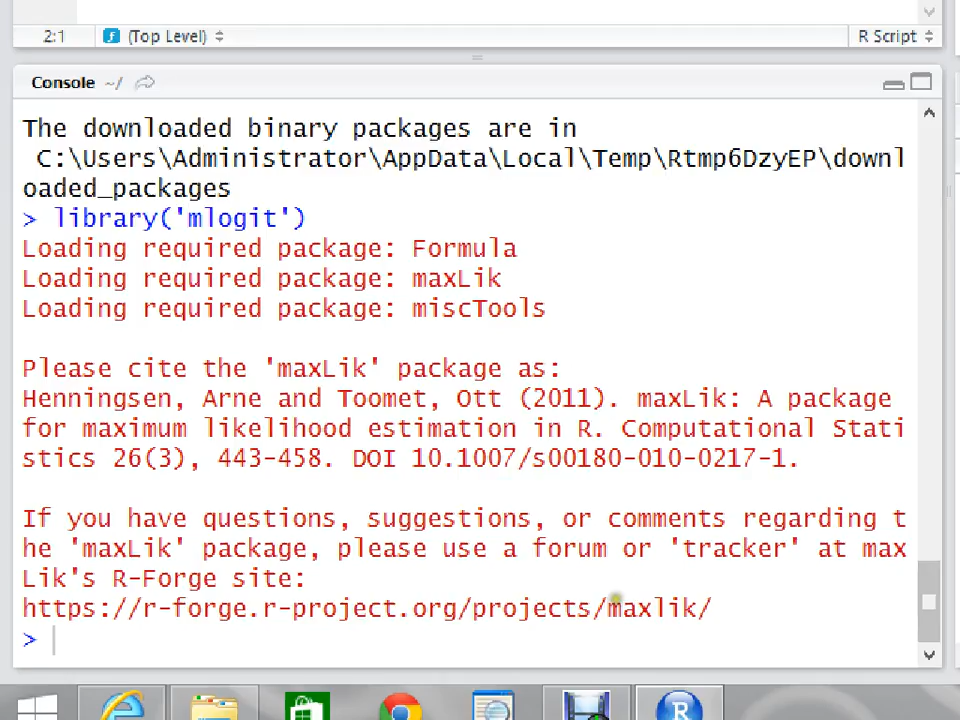 2:1 (Top Level) R Script
Console ~/
The downloaded binary packages are in
C:\Users\Administrator\AppData\Local\Temp\Rtmp6DzyEP\downl
oaded_packages
> library('mlogit')
Loading required package: Formula
Loading required package: maxLik
Loading required package: miscTools
Please cite the 'maxLik' package as:
Henningsen, Arne and Toomet, Ott (2011). maxLik: A package
for maximum likelihood estimation in R. Computational Stati
stics 26(3), 443-458. DOI 10.1007/s00180-010-0217-1.
If you have questions, suggestions, or comments regarding t
he 'maxLik' package, please use a forum or 'tracker' at max
Lik's R-Forge site:
https://r-forge.r-project.org/projects/maxlik/
>